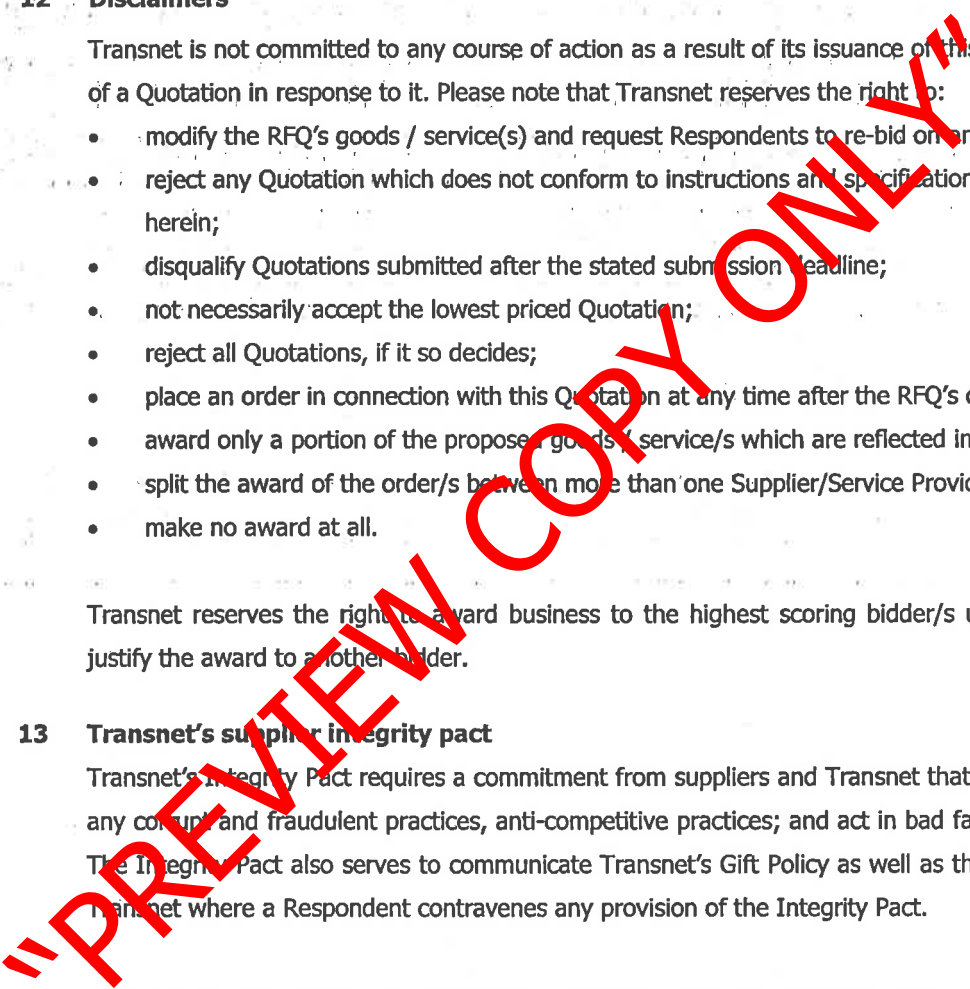 12 Disclaimers
Transnet is not committed to any course of action as a result of its issuance of this
of a Quotation in response to it. Please note that Transnet reserves the right to:
• modify the RFQ's goods / service(s) and request Respondents to re-bid on
• reject any Quotation which does not conform to instructions and specification
herein;
• disqualify Quotations submitted after the stated submission deadline;
• not necessarily accept the lowest priced Quotation;
• reject all Quotations, if it so decides;
• place an order in connection with this Quotation at any time after the RFQ's
• award only a portion of the proposed goods / service/s which are reflected in
• split the award of the order/s between more than one Supplier/Service Provid
• make no award at all.
Transnet reserves the right to award business to the highest scoring bidder/s
justify the award to another bidder.
13 Transnet's supplier integrity pact
Transnet's Integrity Pact requires a commitment from suppliers and Transnet that
any corrupt and fraudulent practices, anti-competitive practices; and act in bad fa
The Integrity Pact also serves to communicate Transnet's Gift Policy as well as th
Transnet where a Respondent contravenes any provision of the Integrity Pact.
"PREVIEW COPY ONLY"